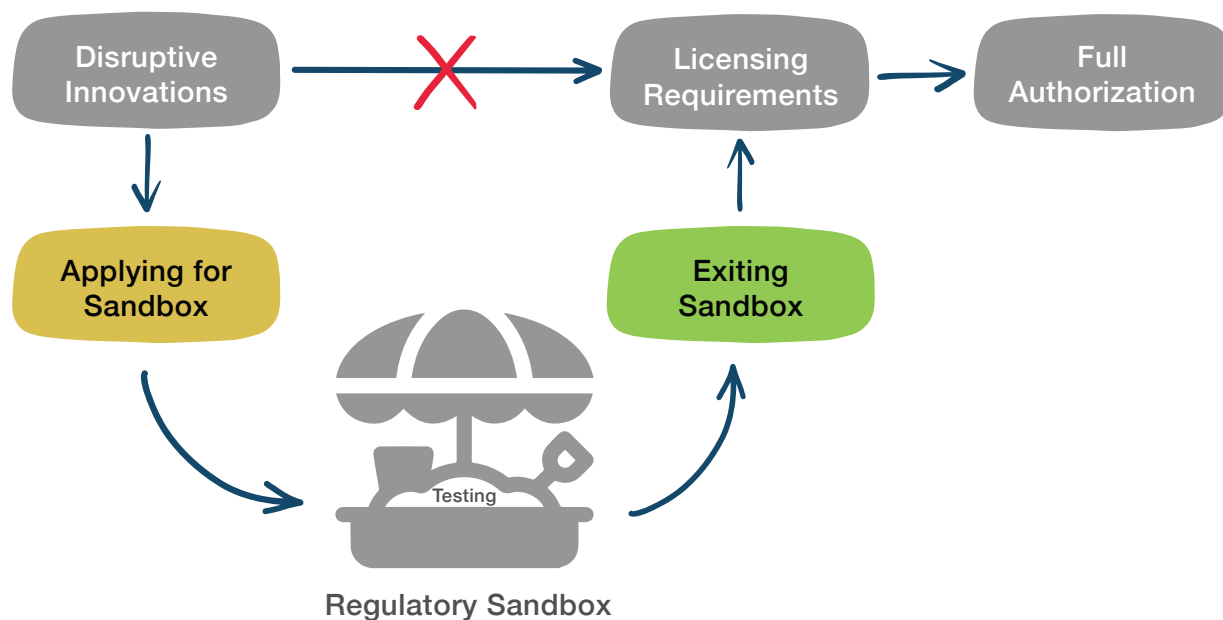 Disruptive
Innovations
Licensing
Requirements
Full
Authorization
Applying for
Sandbox
Exiting
Sandbox
Testing
Regulatory Sandbox